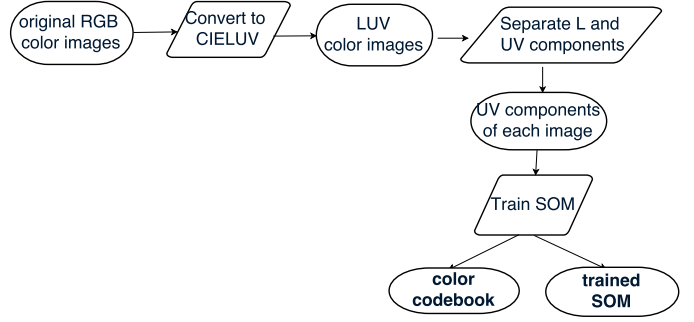 original RGB
color images
Convert to
CIELUV
LUV
color images
Separate L and
UV components
UV components
of each image
Train SOM
color
codebook
trained
SOM